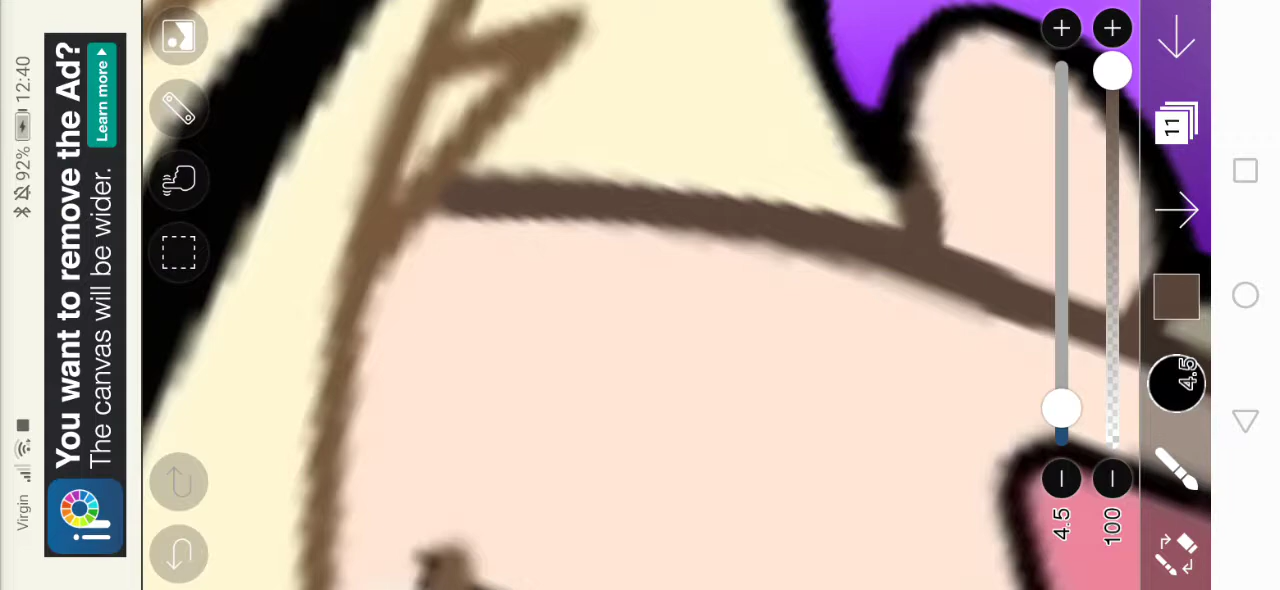 Virgin 92% 12:40
You want to remove the Ad?
The canvas will be wider.
Learn more
11
4.5
4.5
100